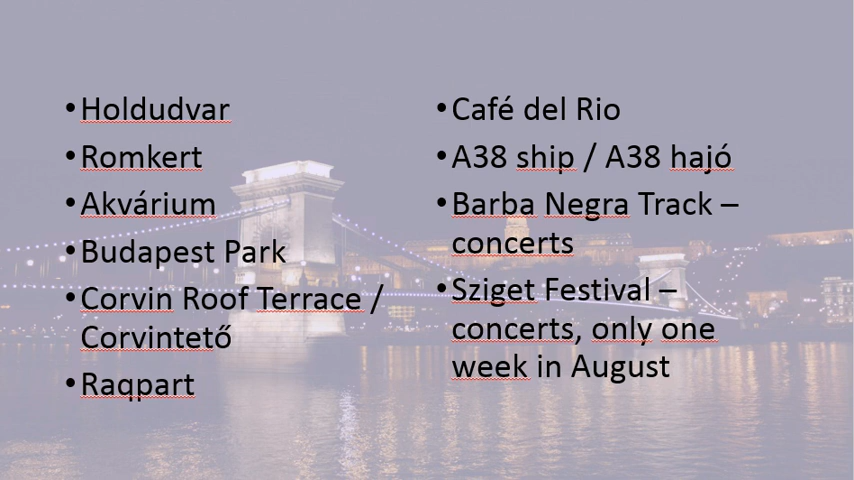 •Holdudvar
•Romkert
•Akvárium
•Budapest Park
•Corvin Roof Terrace /
Corvintető
•Raqpart
•Café del Rio
•A38 ship / A38 hajó
•Barba Negra Track –
concerts
•Sziget Festival –
concerts, only one
week in August